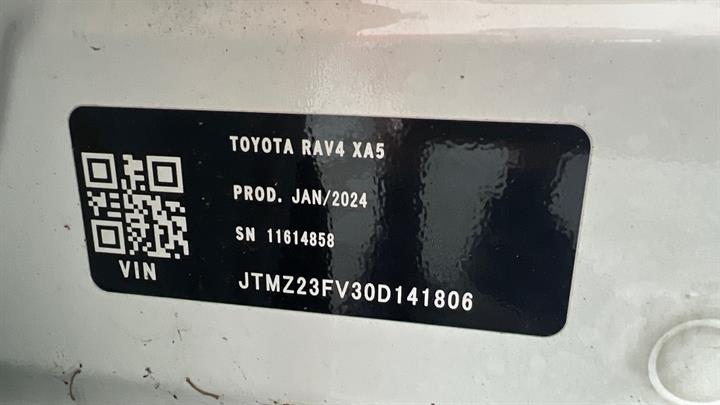 TOYOTA RAV4 XA5
PROD. JAN/2024
SN 11614858
VIN
JTMZ23FV30D141806